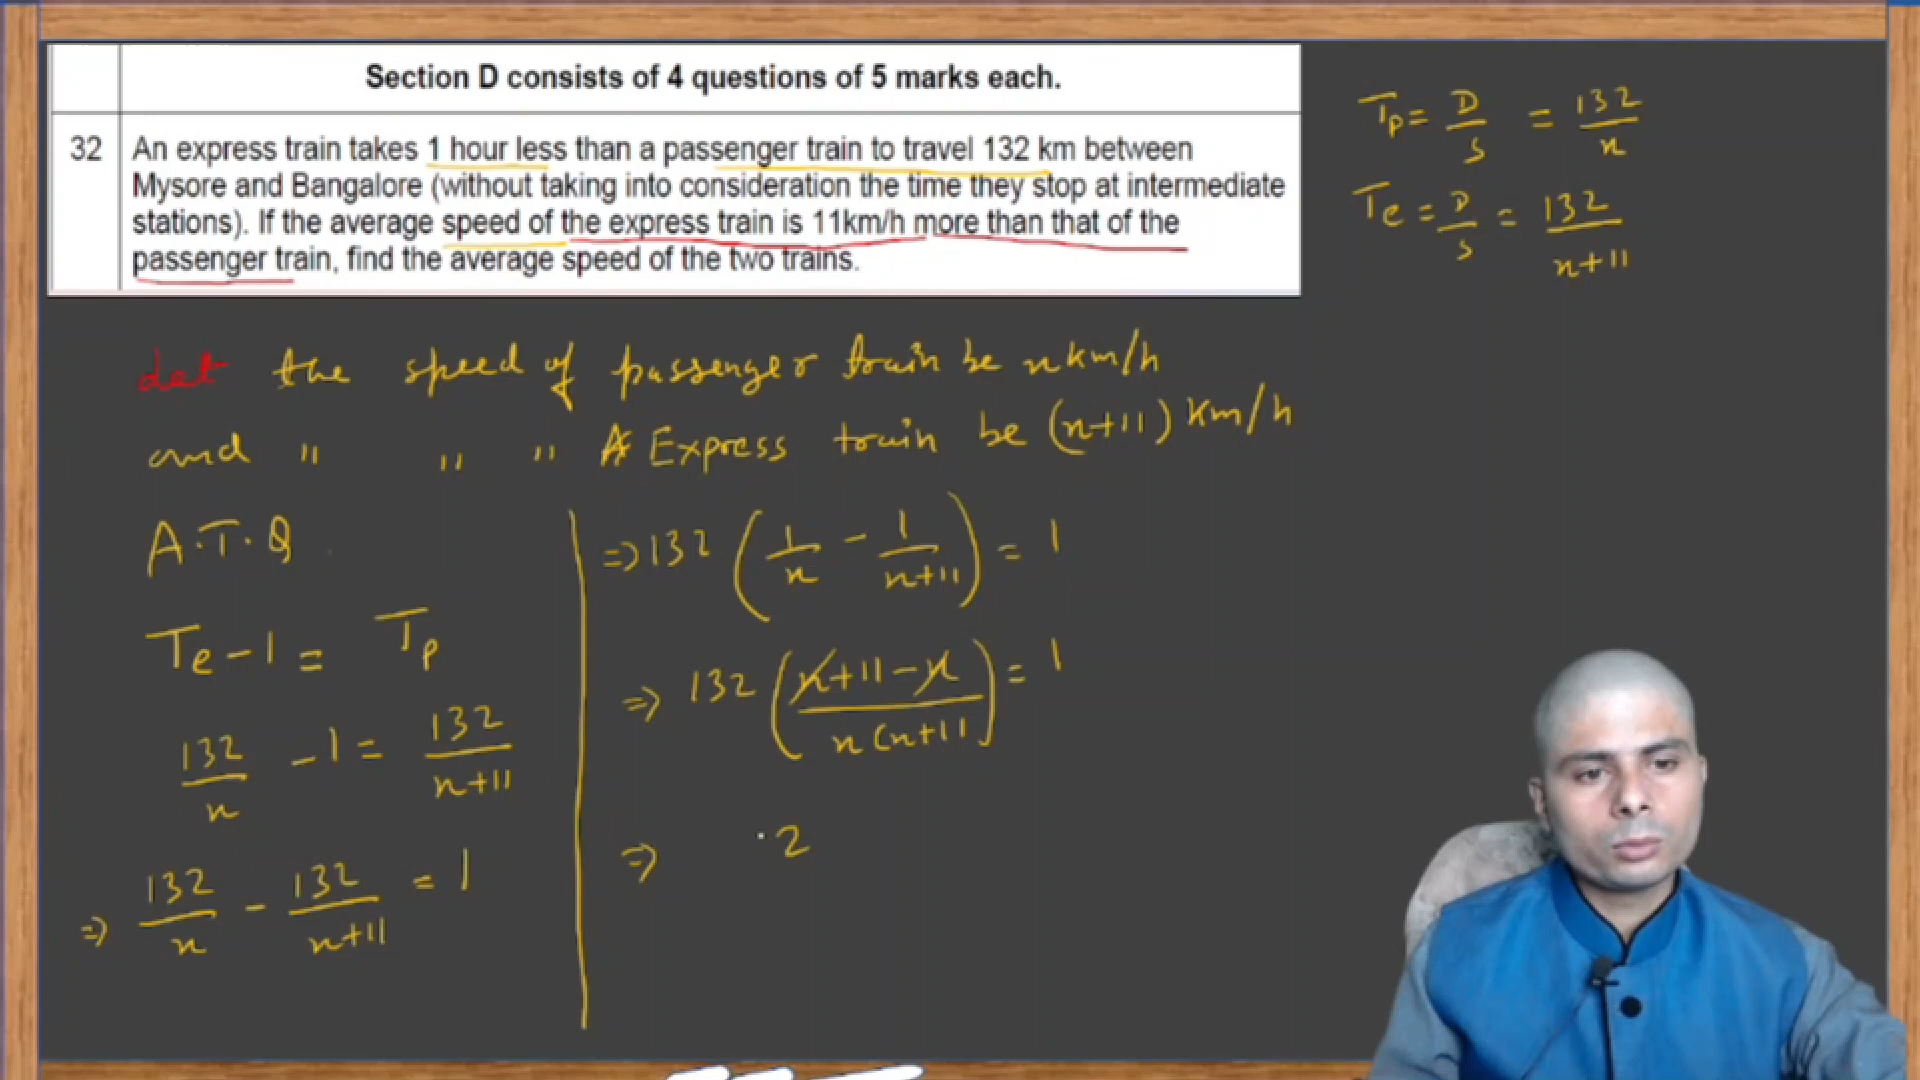 Section D consists of 4 questions of 5 marks each.
32 An express train takes 1 hour less than a passenger train to travel 132 km between
Mysore and Bangalore (without taking into consideration the time they stop at intermediate
stations). If the average speed of the express train is 11km/h more than that of the
passenger train, find the average speed of the two trains.
Tp = D/s = 132/n
Te = D/s = 132/n+11
Let the speed of passenger train be n km/h
and " " " Express train be (n+11) Km/h
A.T.Q
Te - 1 = Tp
132/n - 1 = 132/n+11
=> 132/n - 132/n+11 = 1
=> 132 (1/n - 1/n+11) = 1
=> 132 (x+11-x/n(n+11)) = 1
=> 2